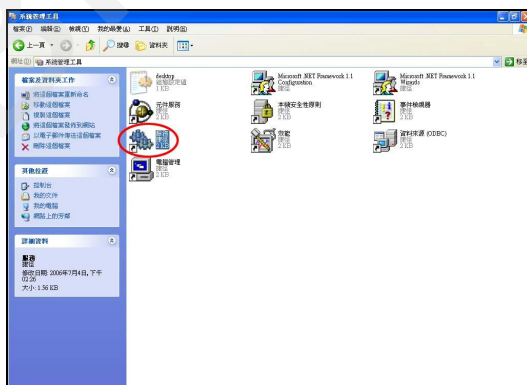 系統管理工具
檔案(F) 編輯(E) 檢視(V) 我的最愛(A) 工具(T) 說明(H)
上一頁 搜尋 資料夾
網址(D) 系統管理工具 移至
檔案及資料夾工作
將這個檔案重新命名
移動這個檔案
複製這個檔案
將這個檔案發佈到網站
以電子郵件傳送這個檔案
刪除這個檔案
其他位置
控制台
我的文件
我的電腦
網路上的芳鄰
詳細資料
服務
捷徑
修改日期: 2006年7月4日, 下午
02:26
大小: 1.56 KB
desktop
組態設定值
1 KB
Microsoft .NET Framework 1.1
Configuration
捷徑
Microsoft .NET Framework 1.1
Wizards
捷徑
元件服務
捷徑
2 KB
本機安全性原則
捷徑
2 KB
事件檢視器
捷徑
2 KB
服務
捷徑
2 KB
效能
捷徑
2 KB
資料來源 (ODBC)
捷徑
2 KB
電腦管理
捷徑
2 KB